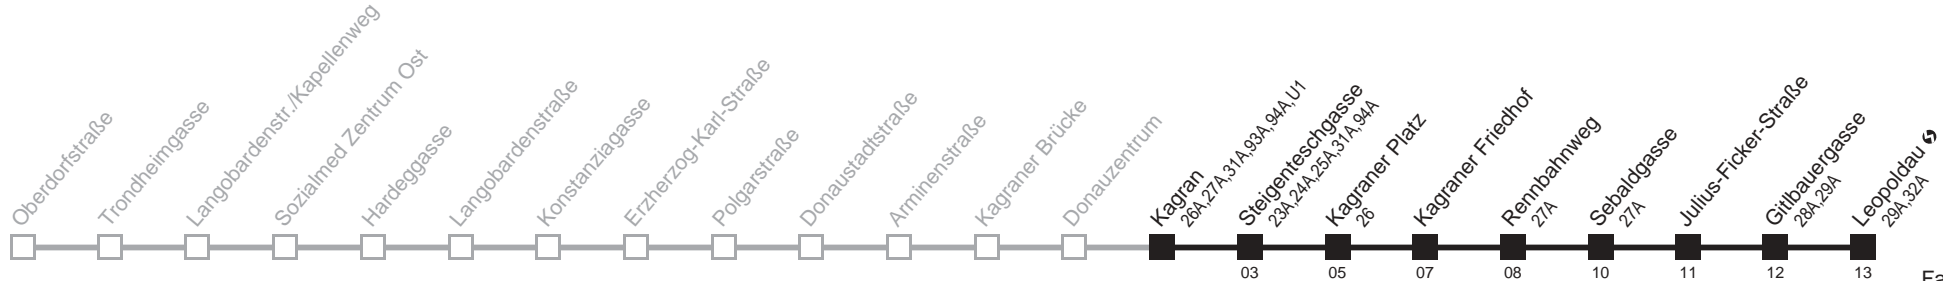 Oberdorfstraße
Trondheimgasse
Langobardenstr./Kapellenweg
Sozialmed Zentrum Ost
Hardeggasse
Langobardenstraße
Konstanziagasse
Erzherzog-Karl-Straße
Polgarstraße
Donaustadtstraße
Arminenstraße
Kagraner Brücke
Donauzentrum
Kagran
26A,27A,31A,93A,94A,U1
Steigenteschgasse
23A,24A,25A,31A,94A
03
Kagraner Platz
26
05
Kagraner Friedhof
07
Rennbahnweg
27A
08
Sebaldgasse
27A
10
Julius-Ficker-Straße
11
Gitlbauergasse
28A,29A
12
Leopoldau
29A,32A
13